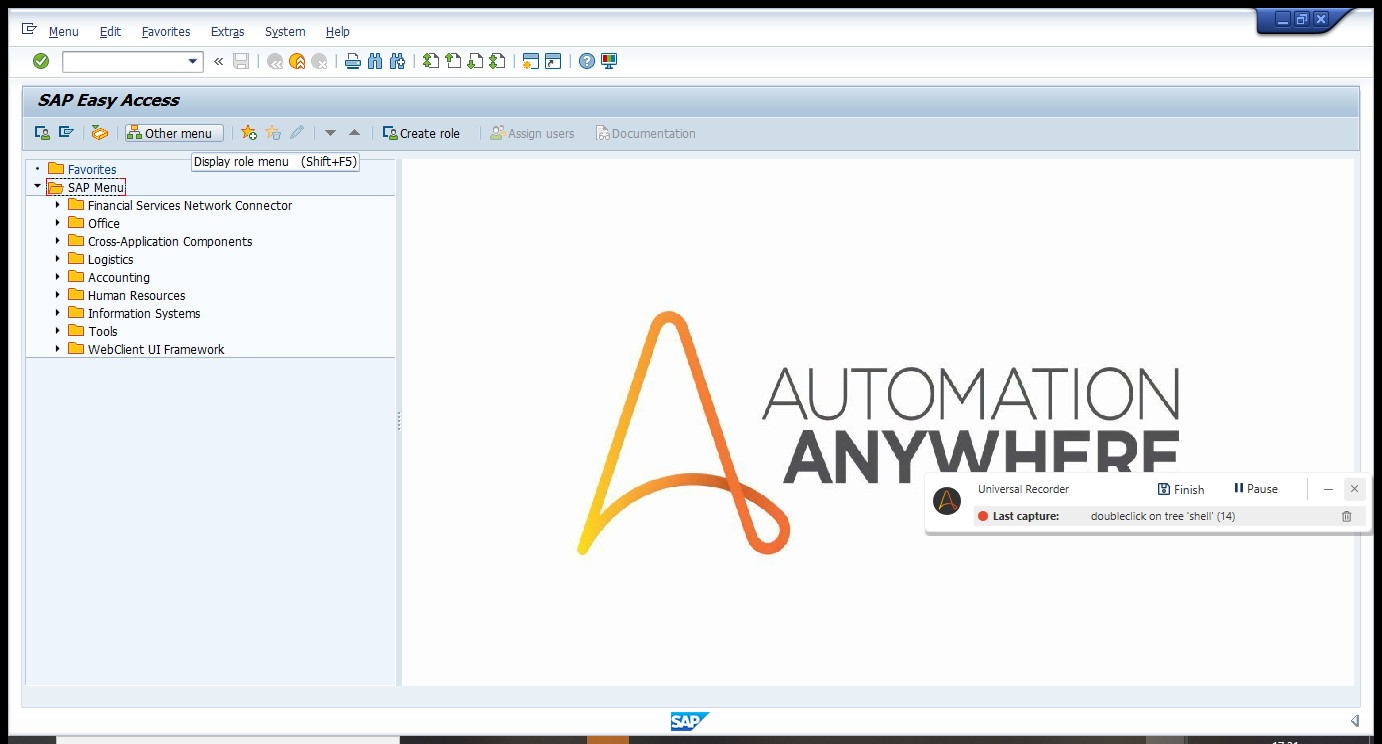 Menu Edit Favorites Extras System Help
SAP Easy Access
Other menu Create role Assign users Documentation
Display role menu (Shift+F5)
Favorites
SAP Menu
Financial Services Network Connector
Office
Cross-Application Components
Logistics
Accounting
Human Resources
Information Systems
Tools
WebClient UI Framework
AUTOMATION
ANYWHERE
Universal Recorder Finish Pause
Last capture: doubleclick on tree 'shell' (14)
SAP